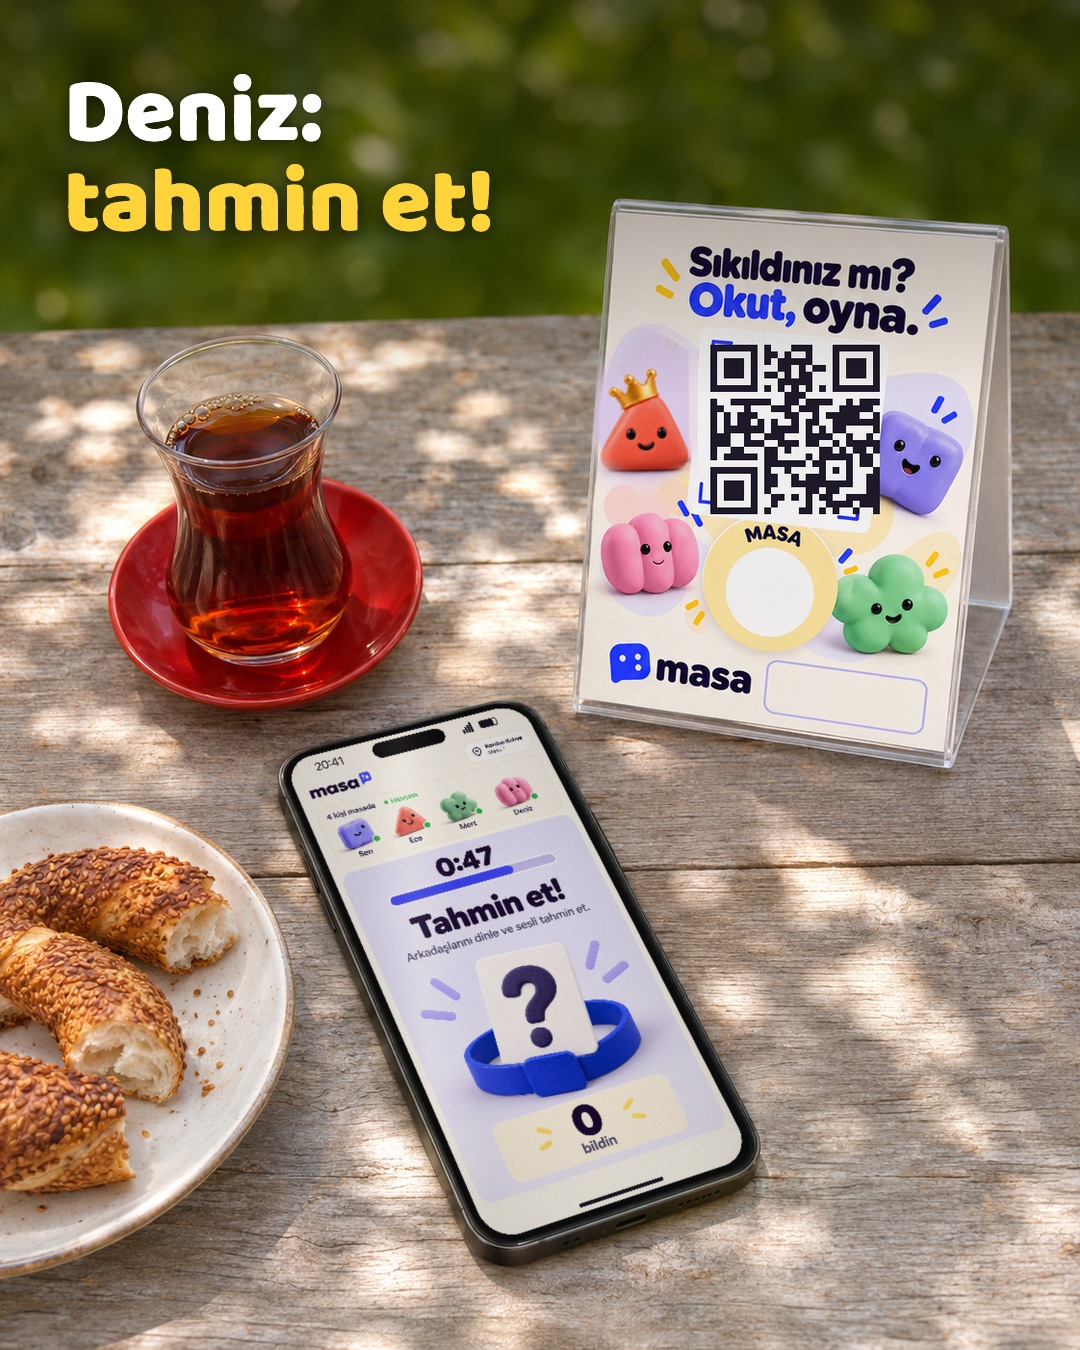 Deniz:
tahmin et!
Sıkıldınız mı?
Okut, oyna.
MASA
masa
20:41
masa
4 kişi masada
Sen
Ece
Mert
Deniz
0:47
Tahmin et!
Arkadaşlarını dinle ve sesli tahmin et.
?
0
bildin